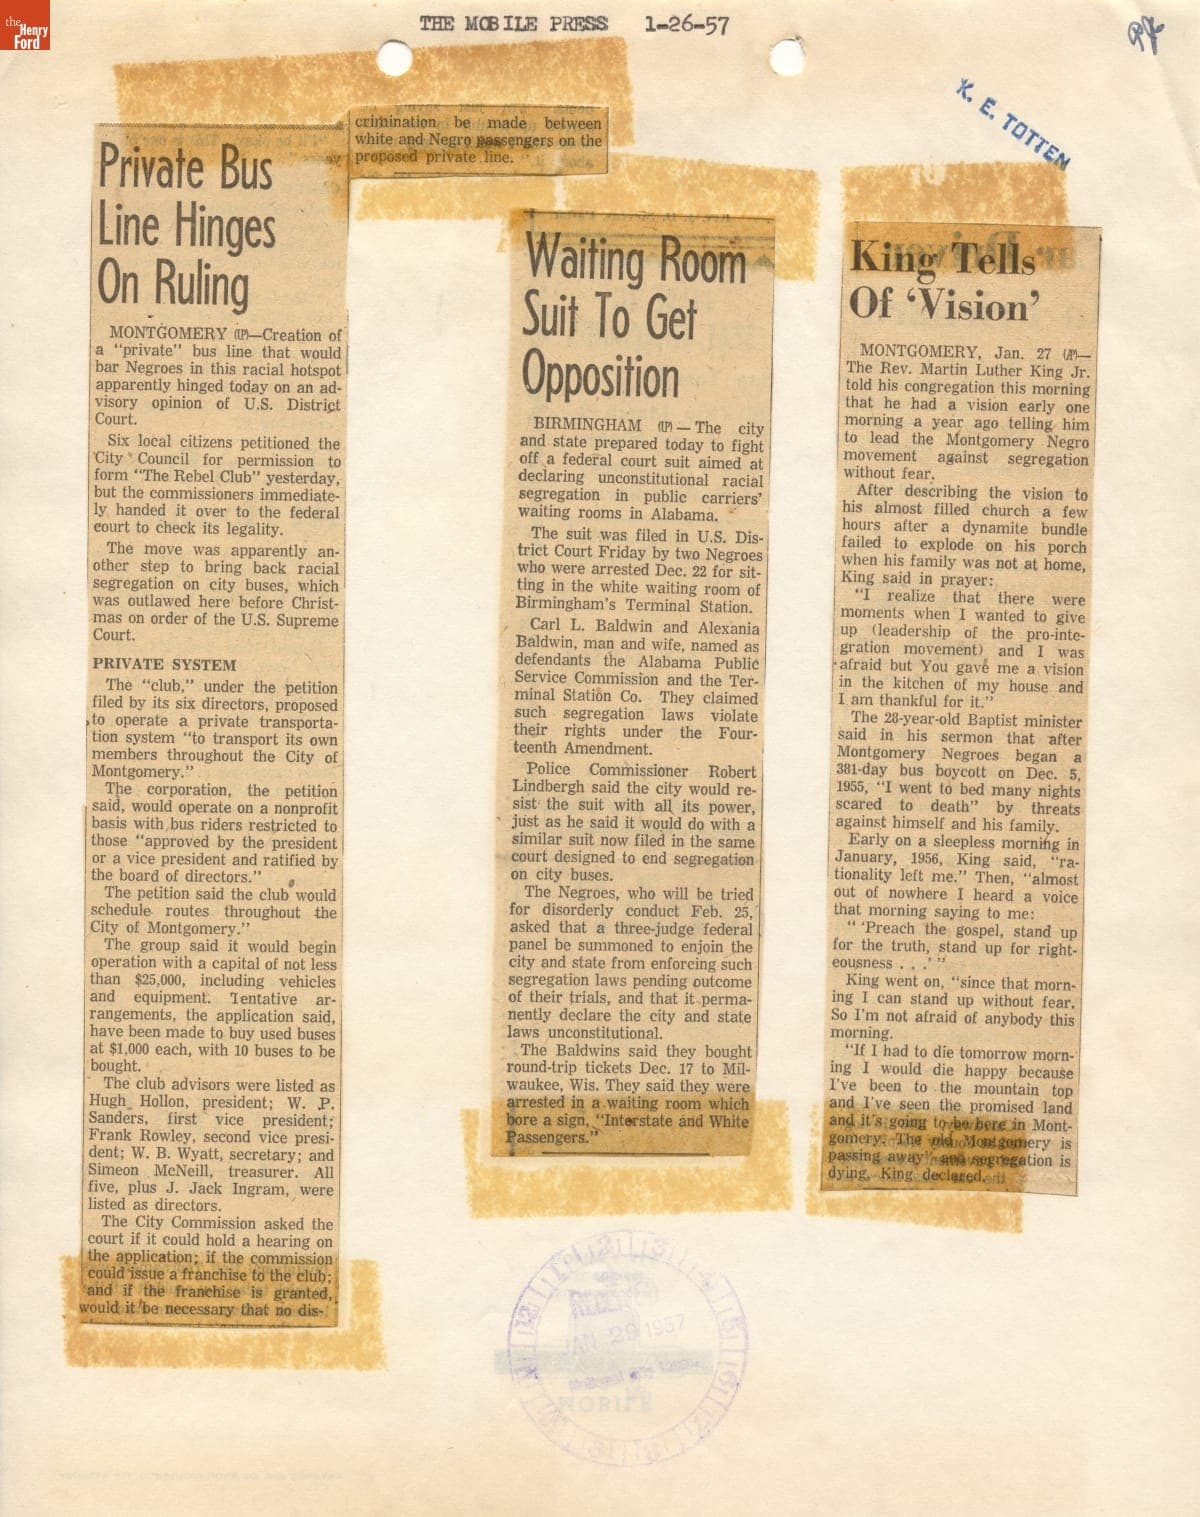 the
Henry
Ford
THE MOBILE PRESS 1-26-57
K. E. TOTTEN
Private Bus
Line Hinges
On Ruling
MONTGOMERY (UP)—Creation of
a "private" bus line that would
bar Negroes in this racial hotspot
apparently hinged today on an ad-
visory opinion of U.S. District
Court.
Six local citizens petitioned the
City Council for permission to
form "The Rebel Club" yesterday,
but the commissioners immediate-
ly handed it over to the federal
court to check its legality.
The move was apparently an-
other step to bring back racial
segregation on city buses, which
was outlawed here before Christ-
mas on order of the U.S. Supreme
Court.
PRIVATE SYSTEM
The "club," under the petition
filed by its six directors, proposed
to operate a private transporta-
tion system "to transport its own
members throughout the City of
Montgomery."
The corporation, the petition
said, would operate on a nonprofit
basis with bus riders restricted to
those "approved by the president
or a vice president and ratified by
the board of directors."
The petition said the club would
schedule routes throughout the
City of Montgomery."
The group said it would begin
operation with a capital of not less
than $25,000, including vehicles
and equipment. Tentative ar-
rangements, the application said,
have been made to buy used buses
at $1,000 each, with 10 buses to be
bought.
The club advisors were listed as
Hugh Hollon, president; W. P.
Sanders, first vice president;
Frank Rowley, second vice presi-
dent; W. B. Wyatt, secretary; and
Simeon McNeill, treasurer. All
five, plus J. Jack Ingram, were
listed as directors.
The City Commission asked the
court if it could hold a hearing on
the application; if the commission
could issue a franchise to the club;
and if the franchise is granted,
would it be necessary that no dis-
crimination be made between
white and Negro passengers on the
proposed private line."
Waiting Room
Suit To Get
Opposition
BIRMINGHAM (UP)—The city
and state prepared today to fight
off a federal court suit aimed at
declaring unconstitutional racial
segregation in public carriers'
waiting rooms in Alabama.
The suit was filed in U.S. Dis-
trict Court Friday by two Negroes
who were arrested Dec. 22 for sit-
ting in the white waiting room of
Birmingham's Terminal Station.
Carl L. Baldwin and Alexania
Baldwin, man and wife, named as
defendants the Alabama Public
Service Commission and the Ter-
minal Station Co. They claimed
such segregation laws violate
their rights under the Four-
teenth Amendment.
Police Commissioner Robert
Lindbergh said the city would re-
sist the suit with all its power,
just as he said it would do with a
similar suit now filed in the same
court designed to end segregation
on city buses.
The Negroes, who will be tried
for disorderly conduct Feb. 25,
asked that a three-judge federal
panel be summoned to enjoin the
city and state from enforcing such
segregation laws pending outcome
of their trials, and that it perma-
nently declare the city and state
laws unconstitutional.
The Baldwins said they bought
round-trip tickets Dec. 17 to Mil-
waukee, Wis. They said they were
arrested in a waiting room which
bore a sign, "Interstate and White
Passengers."
King Tells
Of 'Vision'
MONTGOMERY, Jan. 27 (AP)—
The Rev. Martin Luther King Jr.
told his congregation this morning
that he had a vision early one
morning a year ago telling him
to lead the Montgomery Negro
movement against segregation
without fear.
After describing the vision to
his almost filled church a few
hours after a dynamite bundle
failed to explode on his porch
when his family was not at home,
King said in prayer:
"I realize that there were
moments when I wanted to give
up (leadership of the pro-inte-
gration movement) and I was
afraid but You gave me a vision
in the kitchen of my house and
I am thankful for it."
The 28-year-old Baptist minister
said in his sermon that after
Montgomery Negroes began a
381-day bus boycott on Dec. 5,
1955, "I went to bed many nights
scared to death" by threats
against himself and his family.
Early on a sleepless morning in
January, 1956, King said, "ra-
tionality left me." Then, "almost
out of nowhere I heard a voice
that morning saying to me:
" 'Preach the gospel, stand up
for the truth, stand up for right-
eousness . . .' "
King went on, "since that morn-
ing I can stand up without fear.
So I'm not afraid of anybody this
morning.
"If I had to die tomorrow morn-
ing I would die happy because
I've been to the mountain top
and I've seen the promised land
and it's going to be here in Mont-
gomery. The old Montgomery is
passing away" and segregation is
dying, King declared.
RECEIVED
JAN 29 1957
MOBILE